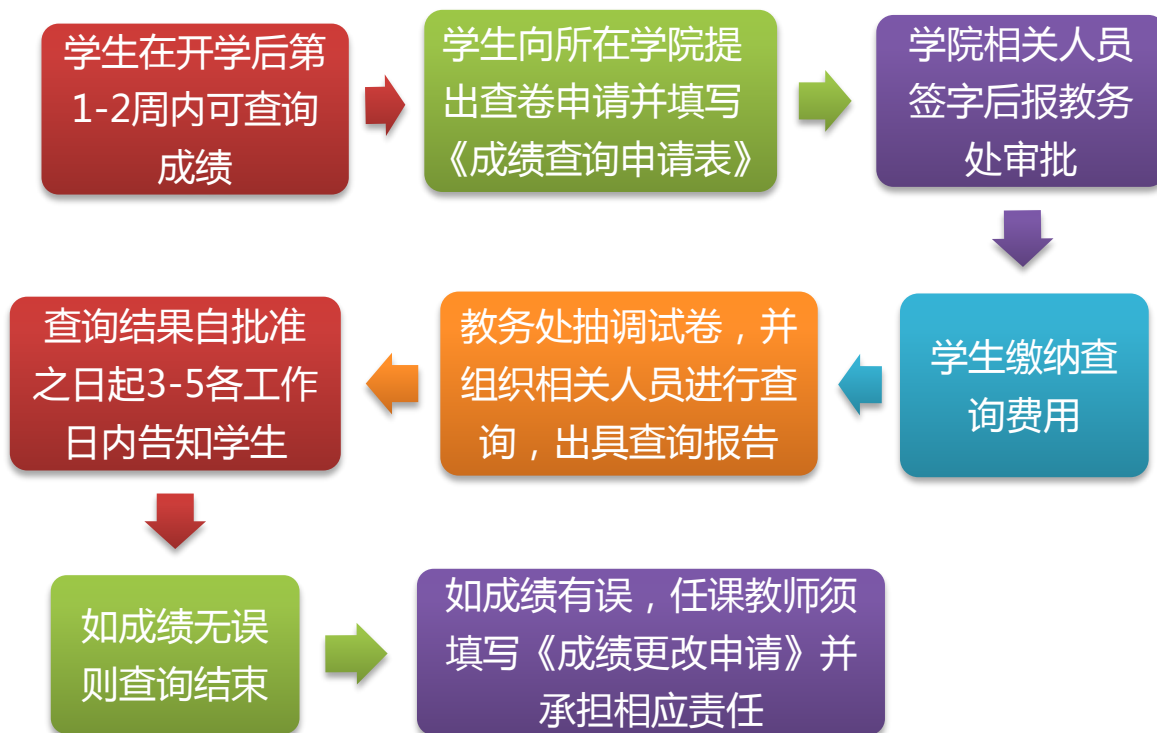 学生在开学后第
1-2周内可查询
成绩
学生向所在学院提
出查卷申请并填写
《成绩查询申请表》
学院相关人员
签字后报教务
处审批
学生缴纳查
询费用
教务处抽调试卷，并
组织相关人员进行查
询，出具查询报告
查询结果自批准
之日起3-5各工作
日内告知学生
如成绩无误
则查询结束
如成绩有误，任课教师须
填写《成绩更改申请》并
承担相应责任